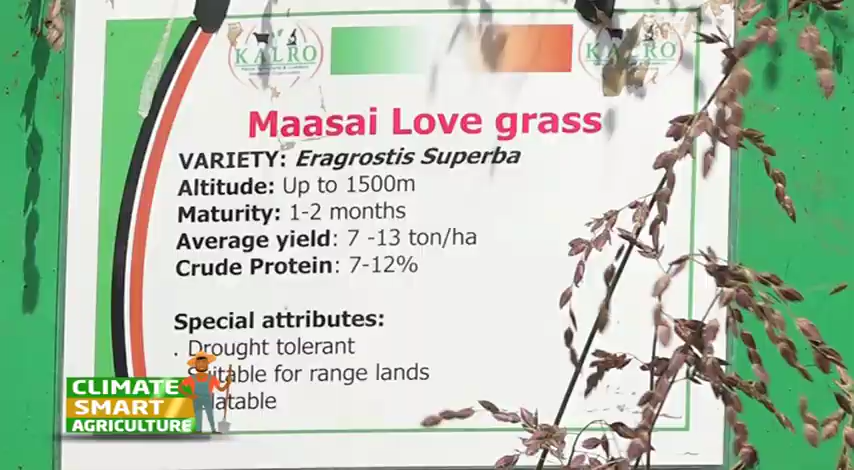 KALRO
KALRO
Maasai Love grass
VARIETY: Eragrostis Superba
Altitude: Up to 1500m
Maturity: 1-2 months
Average yield: 7 -13 ton/ha
Crude Protein: 7-12%
Special attributes:
. Drought tolerant
Suitable for range lands
latable
CLIMATE
SMART
AGRICULTURE